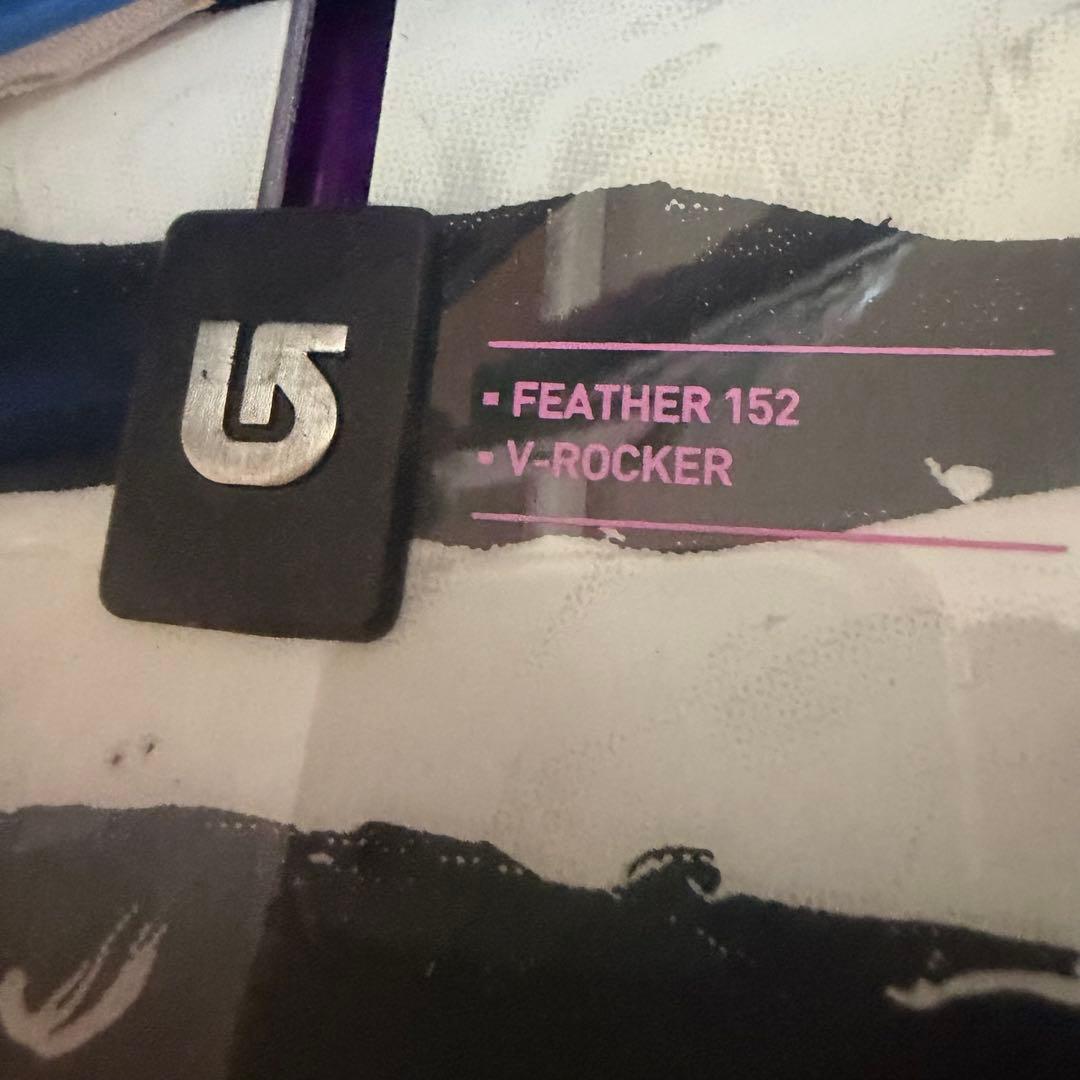 ▪ FEATHER 152
▪ V-ROCKER